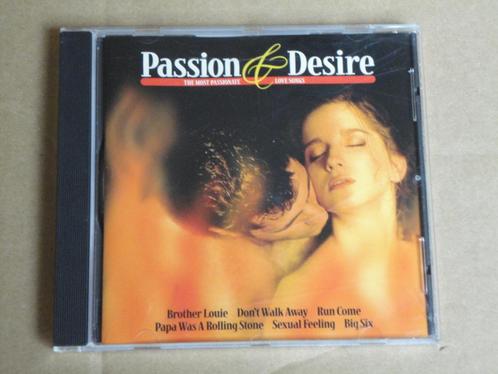 Passion & Desire
THE MOST PASSIONATE LOVE SONGS
Brother Louie Don't Walk Away Run Come
Papa Was A Rolling Stone Sexual Feeling Big Six